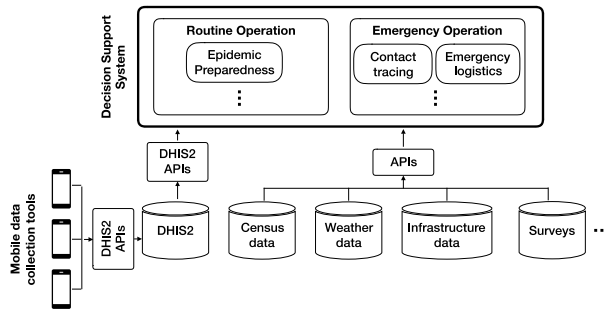 Decision Support
System
Routine Operation
Epidemic
Preparedness
⋮
Emergency Operation
Contact
tracing
Emergency
logistics
⋮
DHIS2
APIs
APIs
Mobile data
collection tools
DHIS2
APIs
DHIS2
Census
data
Weather
data
Infrastructure
data
Surveys
..